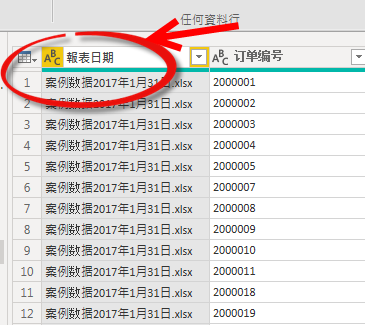 任何資料行
ABC 報表日期 ABC 订单编号
1 案例数据2017年1月31日.xlsx 2000001
2 案例数据2017年1月31日.xlsx 2000002
3 案例数据2017年1月31日.xlsx 2000003
4 案例数据2017年1月31日.xlsx 2000004
5 案例数据2017年1月31日.xlsx 2000005
6 案例数据2017年1月31日.xlsx 2000007
7 案例数据2017年1月31日.xlsx 2000008
8 案例数据2017年1月31日.xlsx 2000009
9 案例数据2017年1月31日.xlsx 2000010
10 案例数据2017年1月31日.xlsx 2000011
11 案例数据2017年1月31日.xlsx 2000018
12 案例数据2017年1月31日.xlsx 2000019